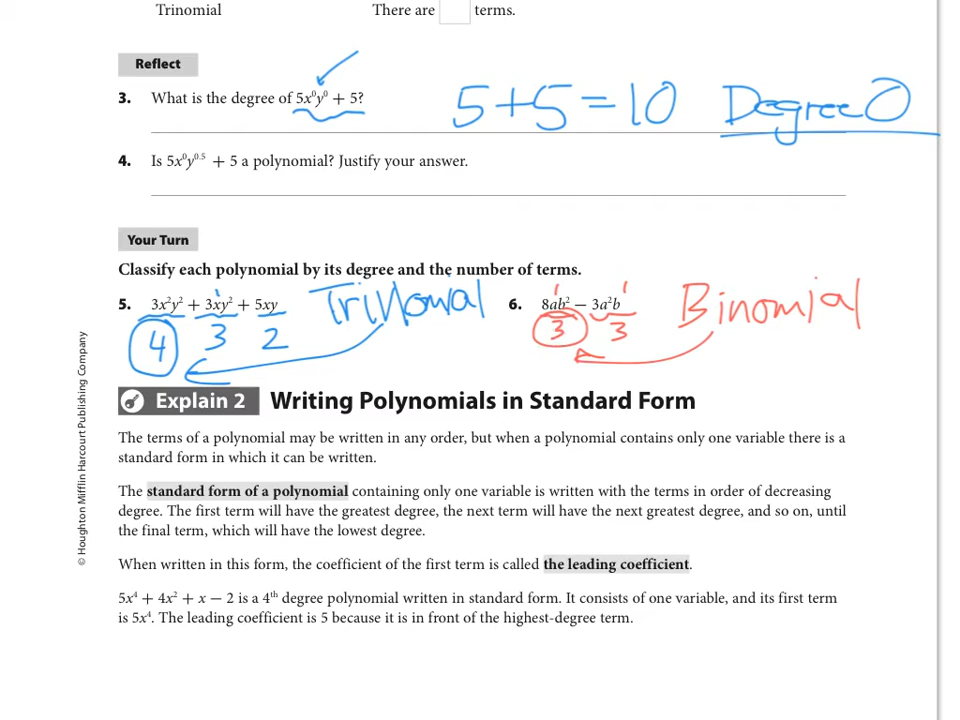 Trinomial There are terms.
Reflect
3. What is the degree of 5x⁰y⁰ + 5? 5+5=10 Degree 0
4. Is 5x⁰y⁰·⁵ + 5 a polynomial? Justify your answer.
Your Turn
Classify each polynomial by its degree and the number of terms.
1 1 1
5. 3x²y² + 3xy² + 5xy Trinomial 6. 8ab² − 3a²b Binomial
4 3 2 3 3
Explain 2 Writing Polynomials in Standard Form
The terms of a polynomial may be written in any order, but when a polynomial contains only one variable there is a
standard form in which it can be written.
The standard form of a polynomial containing only one variable is written with the terms in order of decreasing
degree. The first term will have the greatest degree, the next term will have the next greatest degree, and so on, until
the final term, which will have the lowest degree.
When written in this form, the coefficient of the first term is called the leading coefficient.
5x⁴ + 4x² + x − 2 is a 4ᵗʰ degree polynomial written in standard form. It consists of one variable, and its first term
is 5x⁴. The leading coefficient is 5 because it is in front of the highest-degree term.
© Houghton Mifflin Harcourt Publishing Company